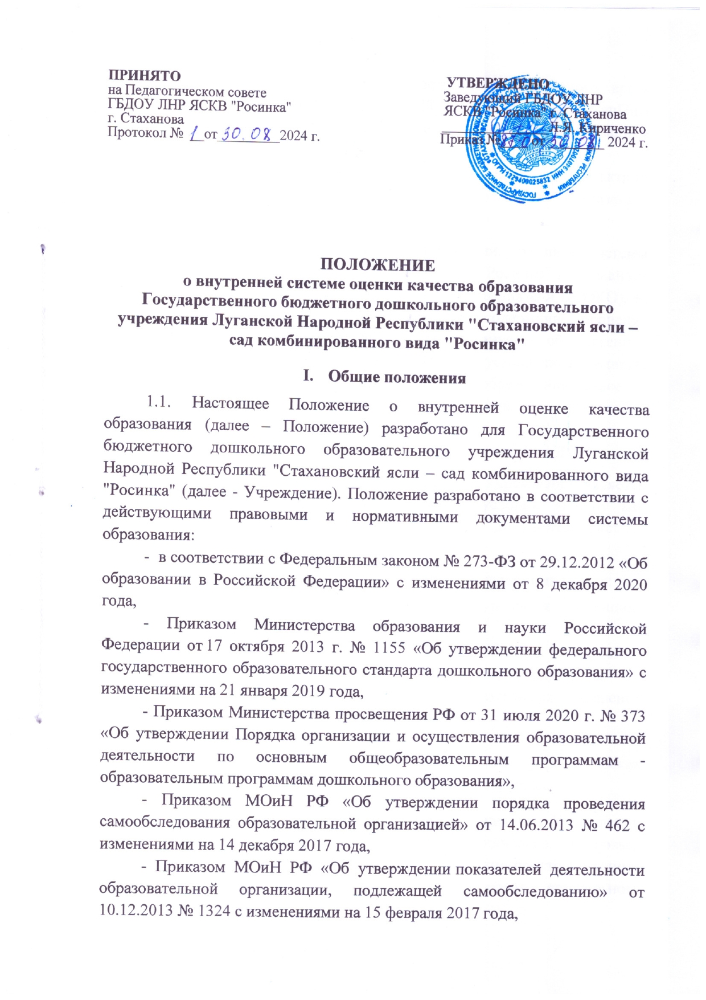 ПРИНЯТО
на Педагогическом совете
ГБДОУ ЛНР ЯСКВ "Росинка"
г. Стаханова
Протокол № 1 от 30.08 2024 г.
УТВЕРЖДЕНО
Заведующий ГБДОУ ЛНР
ЯСКВ "Росинка" г. Стаханова
Л.Я. Кириченко
Приказ № от 30.08. 2024 г.
ОГРН 1229400025832 ИНН
ПОЛОЖЕНИЕ
о внутренней системе оценки качества образования
Государственного бюджетного дошкольного образовательного
учреждения Луганской Народной Республики "Стахановский ясли –
сад комбинированного вида "Росинка"
I. Общие положения
1.1. Настоящее Положение о внутренней оценке качества
образования (далее – Положение) разработано для Государственного
бюджетного дошкольного образовательного учреждения Луганской
Народной Республики "Стахановский ясли – сад комбинированного вида
"Росинка" (далее - Учреждение). Положение разработано в соответствии с
действующими правовыми и нормативными документами системы
образования:
- в соответствии с Федеральным законом № 273-ФЗ от 29.12.2012 «Об
образовании в Российской Федерации» с изменениями от 8 декабря 2020
года,
- Приказом Министерства образования и науки Российской
Федерации от 17 октября 2013 г. № 1155 «Об утверждении федерального
государственного образовательного стандарта дошкольного образования» с
изменениями на 21 января 2019 года,
- Приказом Министерства просвещения РФ от 31 июля 2020 г. № 373
«Об утверждении Порядка организации и осуществления образовательной
деятельности по основным общеобразовательным программам -
образовательным программам дошкольного образования»,
- Приказом МОиН РФ «Об утверждении порядка проведения
самообследования образовательной организацией» от 14.06.2013 № 462 с
изменениями на 14 декабря 2017 года,
- Приказом МОиН РФ «Об утверждении показателей деятельности
образовательной организации, подлежащей самообследованию» от
10.12.2013 № 1324 с изменениями на 15 февраля 2017 года,